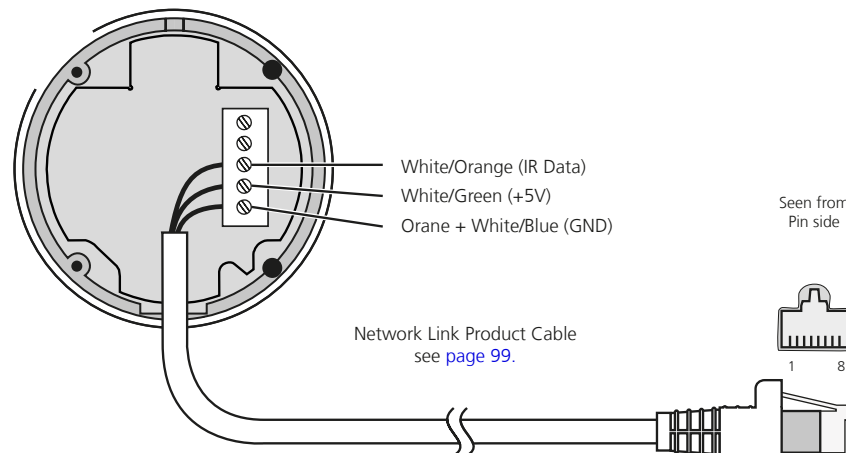 White/Orange (IR Data)
White/Green (+5V)
Orane + White/Blue (GND)
Seen from
Pin side
Network Link Product Cable
see page 99.
1 8